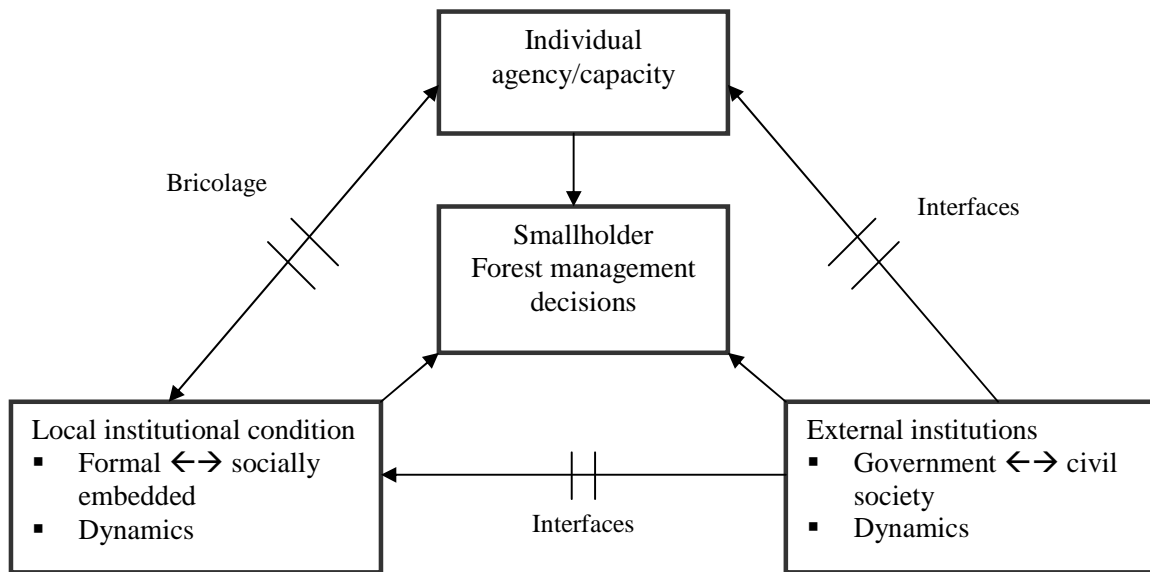 Individual
agency/capacity
Bricolage
Interfaces
Smallholder
Forest management
decisions
Local institutional condition
▪ Formal ←→ socially
embedded
▪ Dynamics
Interfaces
External institutions
▪ Government ←→ civil
society
▪ Dynamics